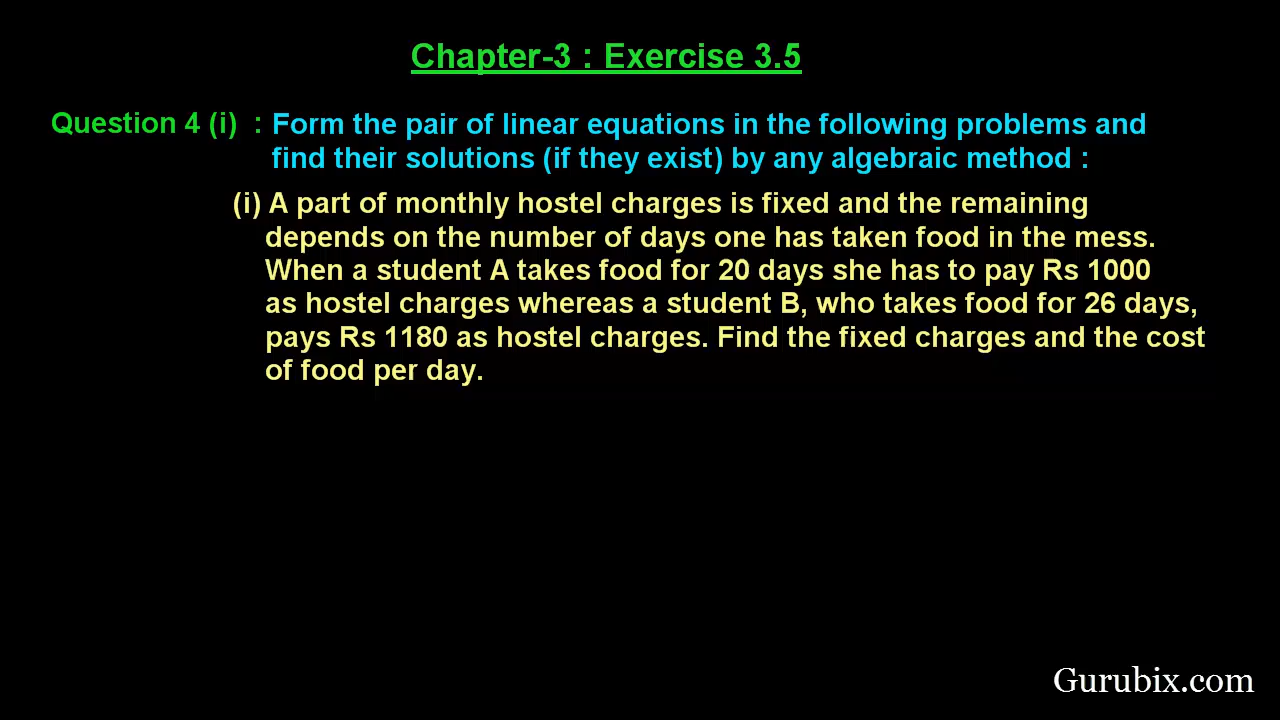 Chapter-3 : Exercise 3.5
Question 4 (i) : Form the pair of linear equations in the following problems and
find their solutions (if they exist) by any algebraic method :
(i) A part of monthly hostel charges is fixed and the remaining
depends on the number of days one has taken food in the mess.
When a student A takes food for 20 days she has to pay Rs 1000
as hostel charges whereas a student B, who takes food for 26 days,
pays Rs 1180 as hostel charges. Find the fixed charges and the cost
of food per day.
Gurubix.com